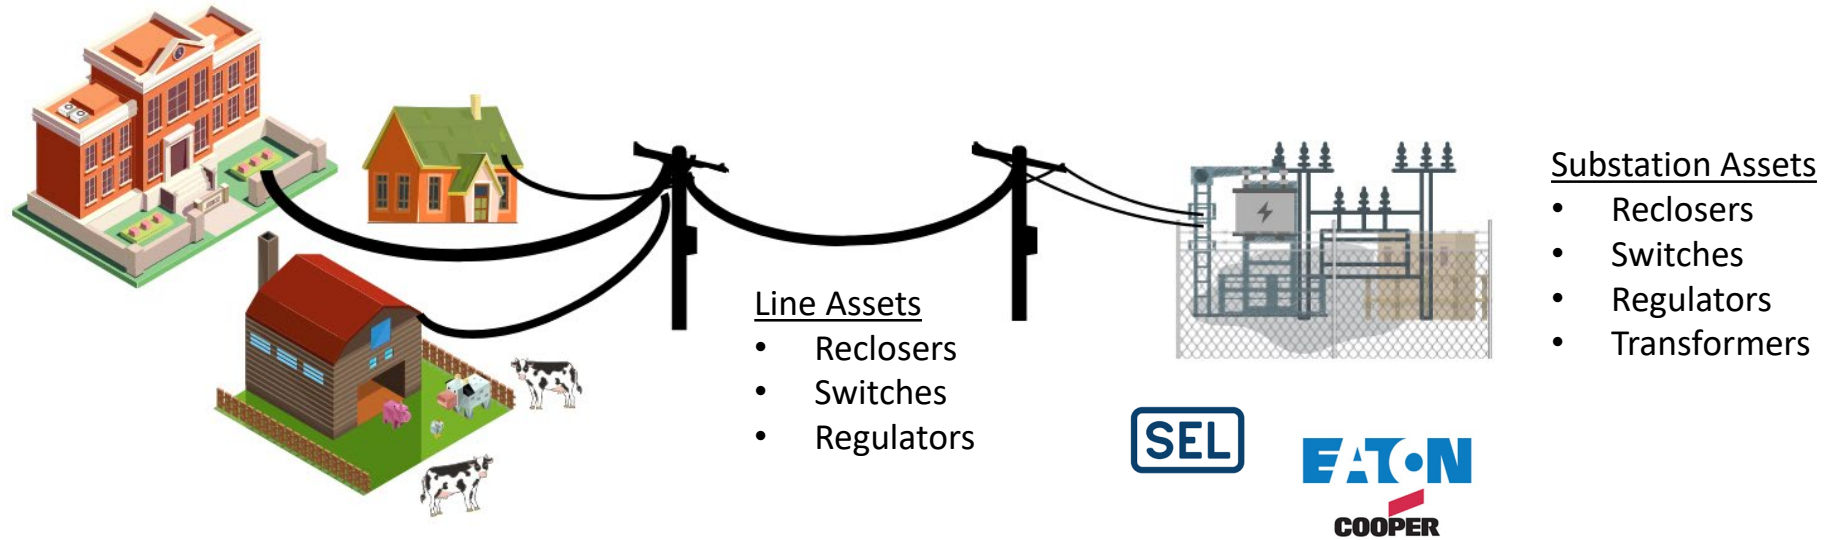 Substation Assets
• Reclosers
• Switches
• Regulators
• Transformers
Line Assets
• Reclosers
• Switches
• Regulators
SEL
EATON
COOPER